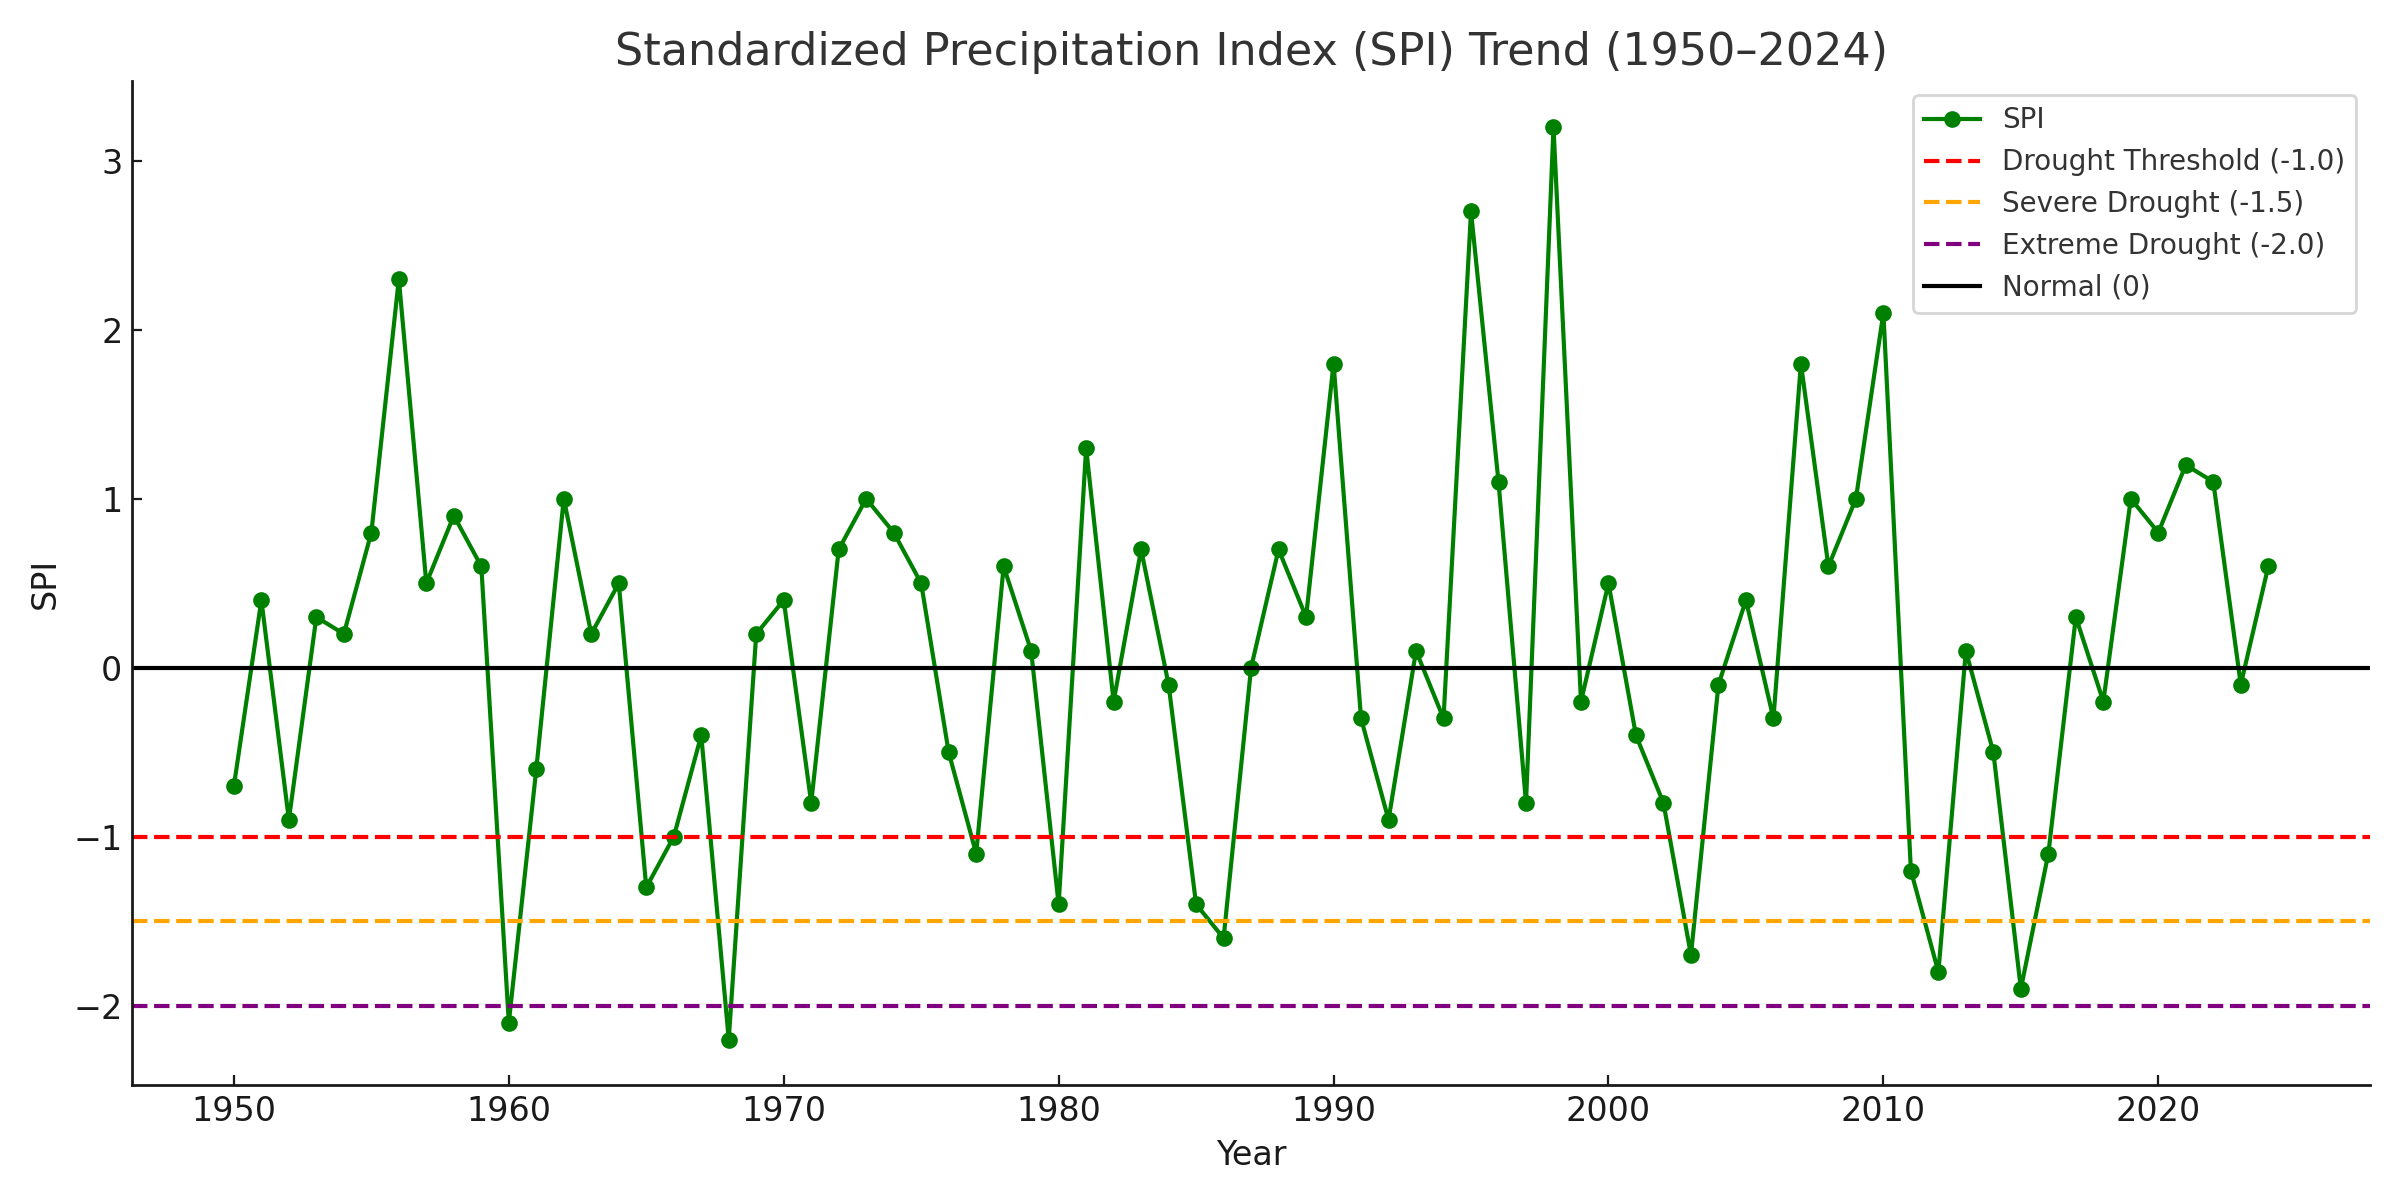 Standardized Precipitation Index (SPI) Trend (1950–2024)
SPI
Drought Threshold (-1.0)
Severe Drought (-1.5)
Extreme Drought (-2.0)
Normal (0)
3
2
1
0
−1
−2
SPI
1950 1960 1970 1980 1990 2000 2010 2020
Year